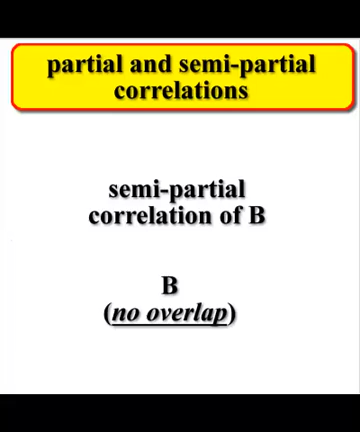 partial and semi-partial
correlations
semi-partial
correlation of B
B
(no overlap)